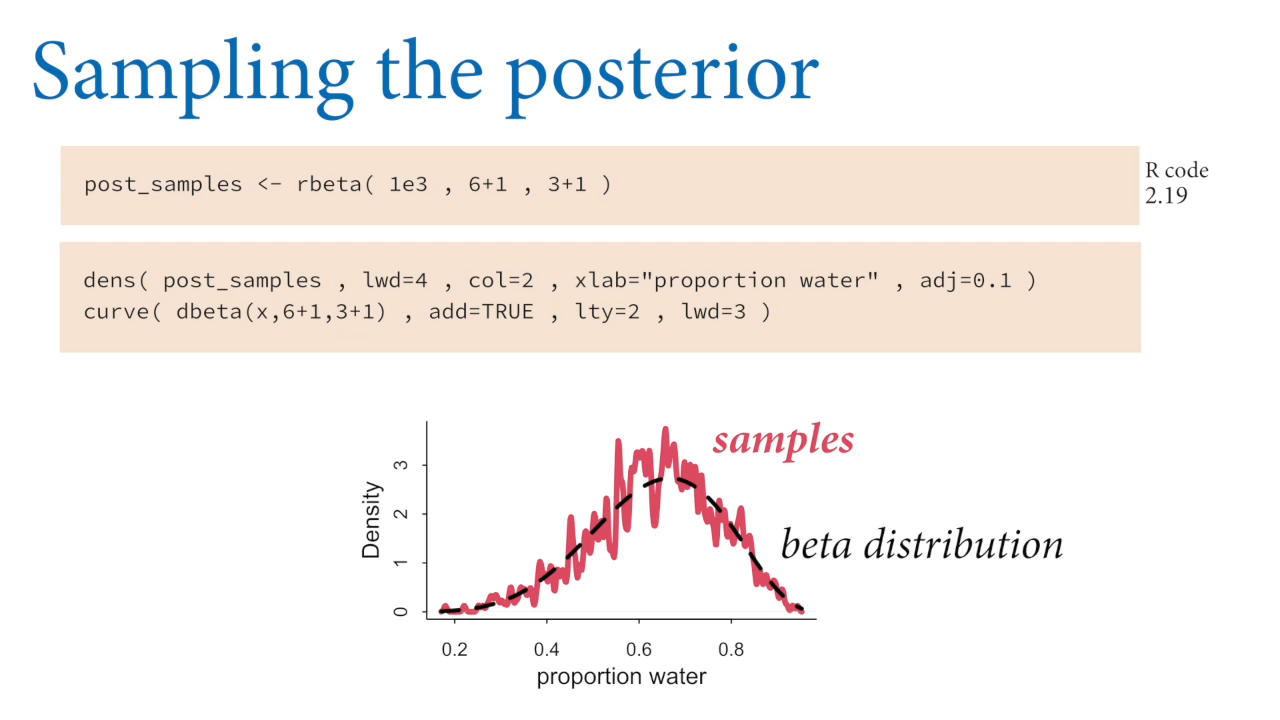 Sampling the posterior
post_samples <- rbeta( 1e3 , 6+1 , 3+1 )
R code
2.19
dens( post_samples , lwd=4 , col=2 , xlab="proportion water" , adj=0.1 )
curve( dbeta(x,6+1,3+1) , add=TRUE , lty=2 , lwd=3 )
samples
beta distribution
Density
3
2
1
0
0.2 0.4 0.6 0.8
proportion water